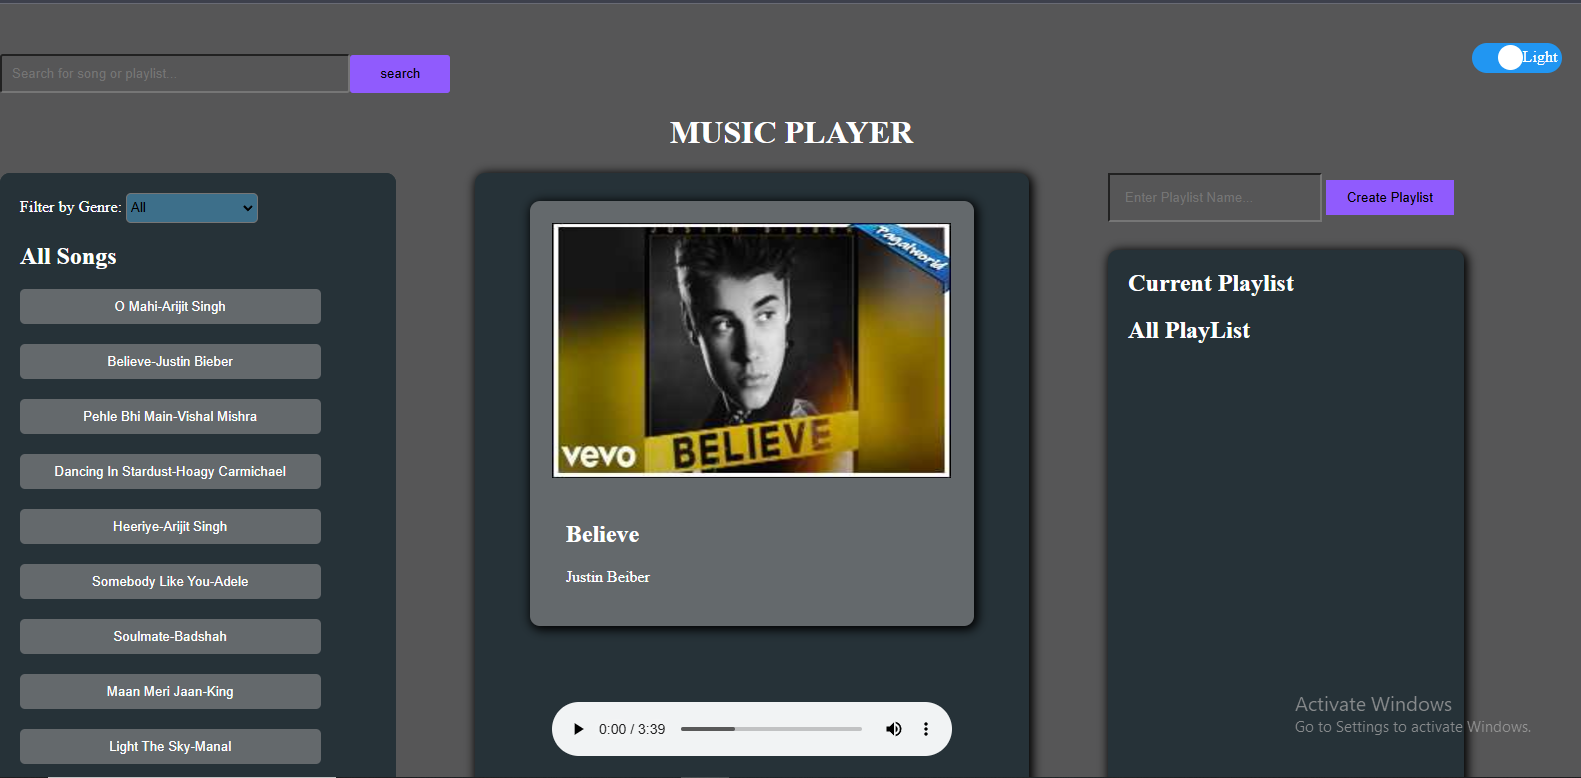 Search for song or playlist...
search
Light
MUSIC PLAYER
Filter by Genre: All
All Songs
O Mahi-Arijit Singh
Believe-Justin Bieber
Pehle Bhi Main-Vishal Mishra
Dancing In Stardust-Hoagy Carmichael
Heeriye-Arijit Singh
Somebody Like You-Adele
Soulmate-Badshah
Maan Meri Jaan-King
Light The Sky-Manal
JUSTIN BIEBER
Pagalworld
BELIEVE
vevo
Believe
Justin Beiber
0:00 / 3:39
Enter Playlist Name...
Create Playlist
Current Playlist
All PlayList
Activate Windows
Go to Settings to activate Windows.